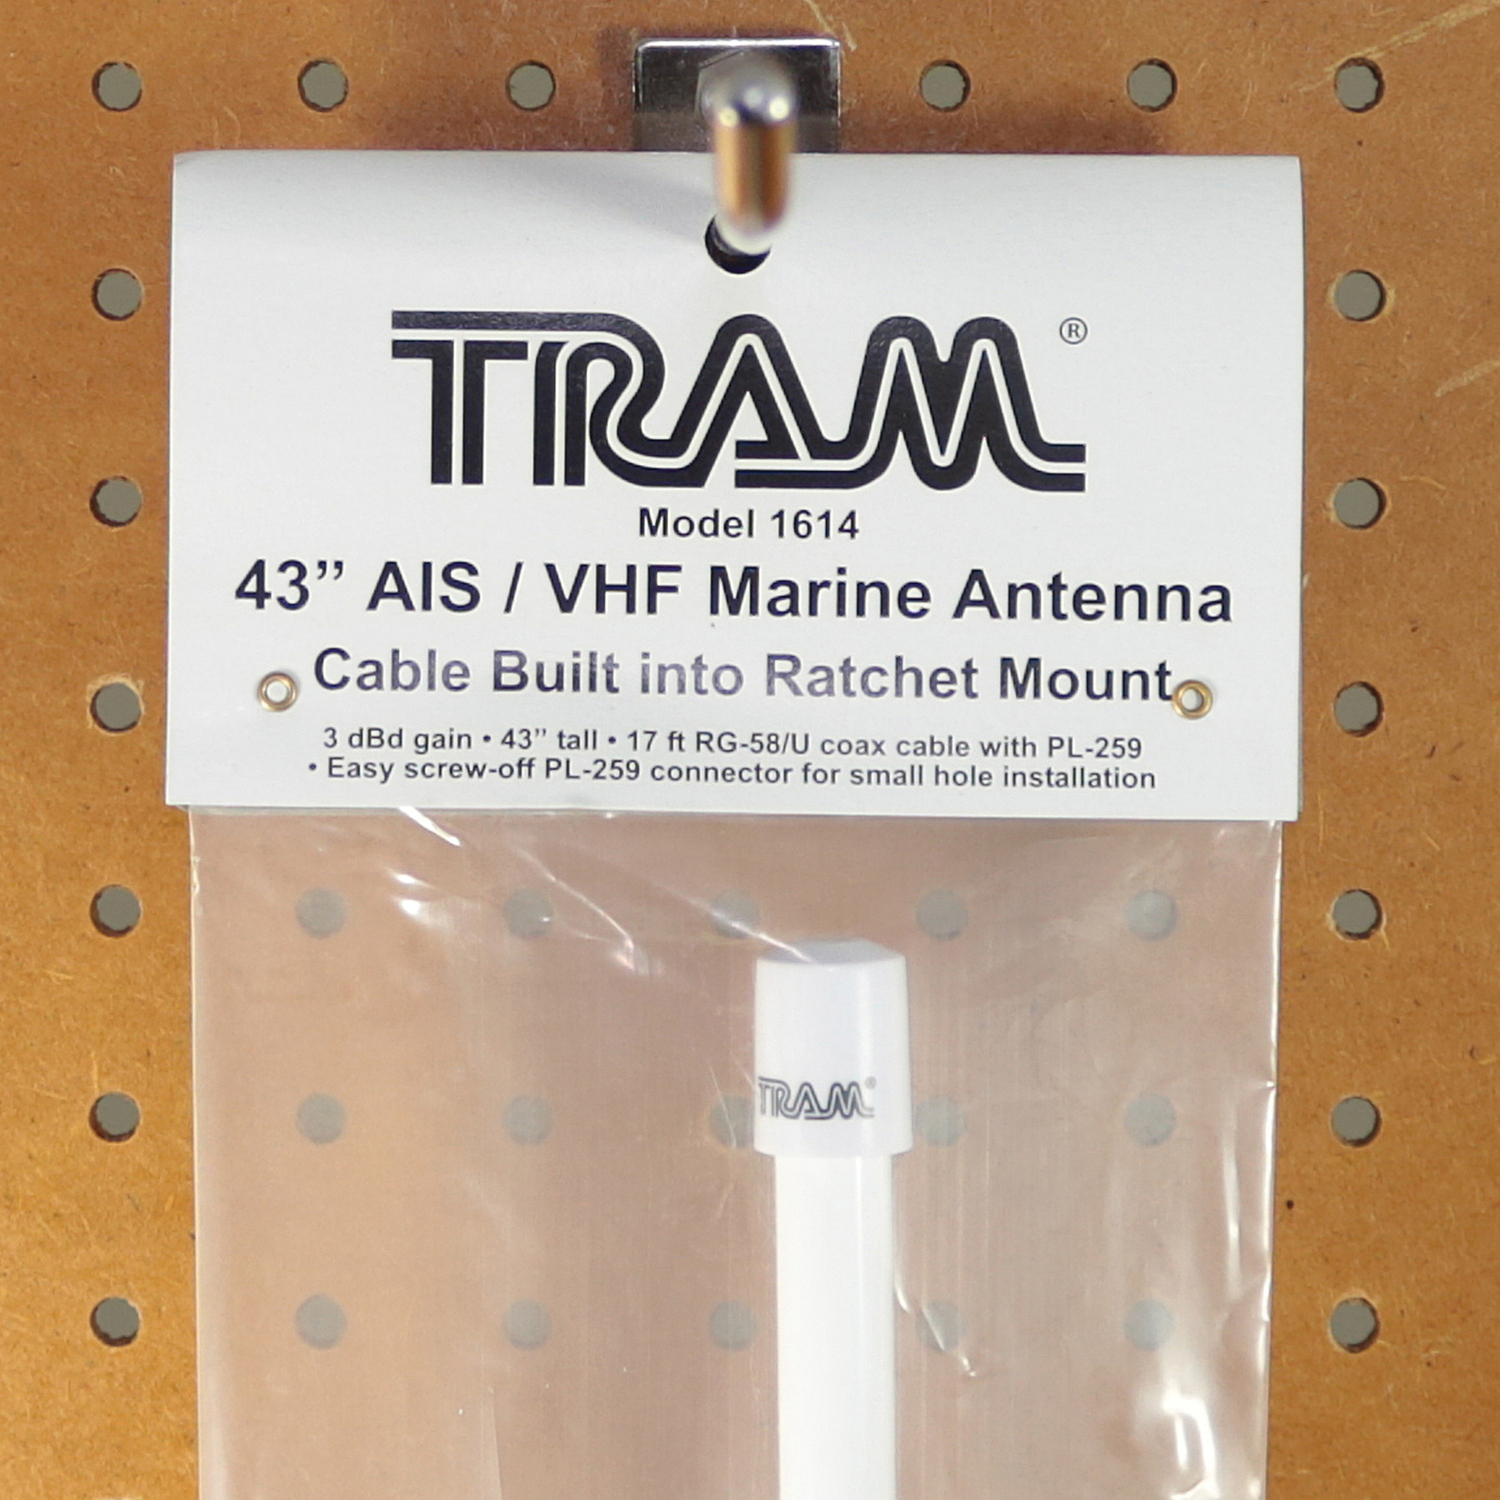 TRAM®
Model 1614
43” AIS / VHF Marine Antenna
Cable Built into Ratchet Mount
3 dBd gain • 43” tall • 17 ft RG-58/U coax cable with PL-259
• Easy screw-off PL-259 connector for small hole installation
TRAM®